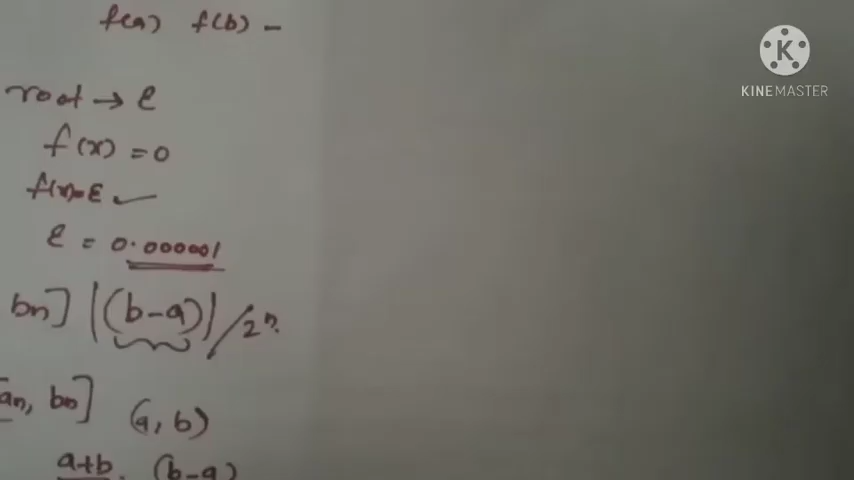 f(a) f(b) -
K
KINEMASTER
root → ε
f(x) = 0
f(x)=ε ✓
ε = 0.000001
bn] |(b-a)| / 2ⁿ.
[an, bn] (a, b)
a+b (b-a)